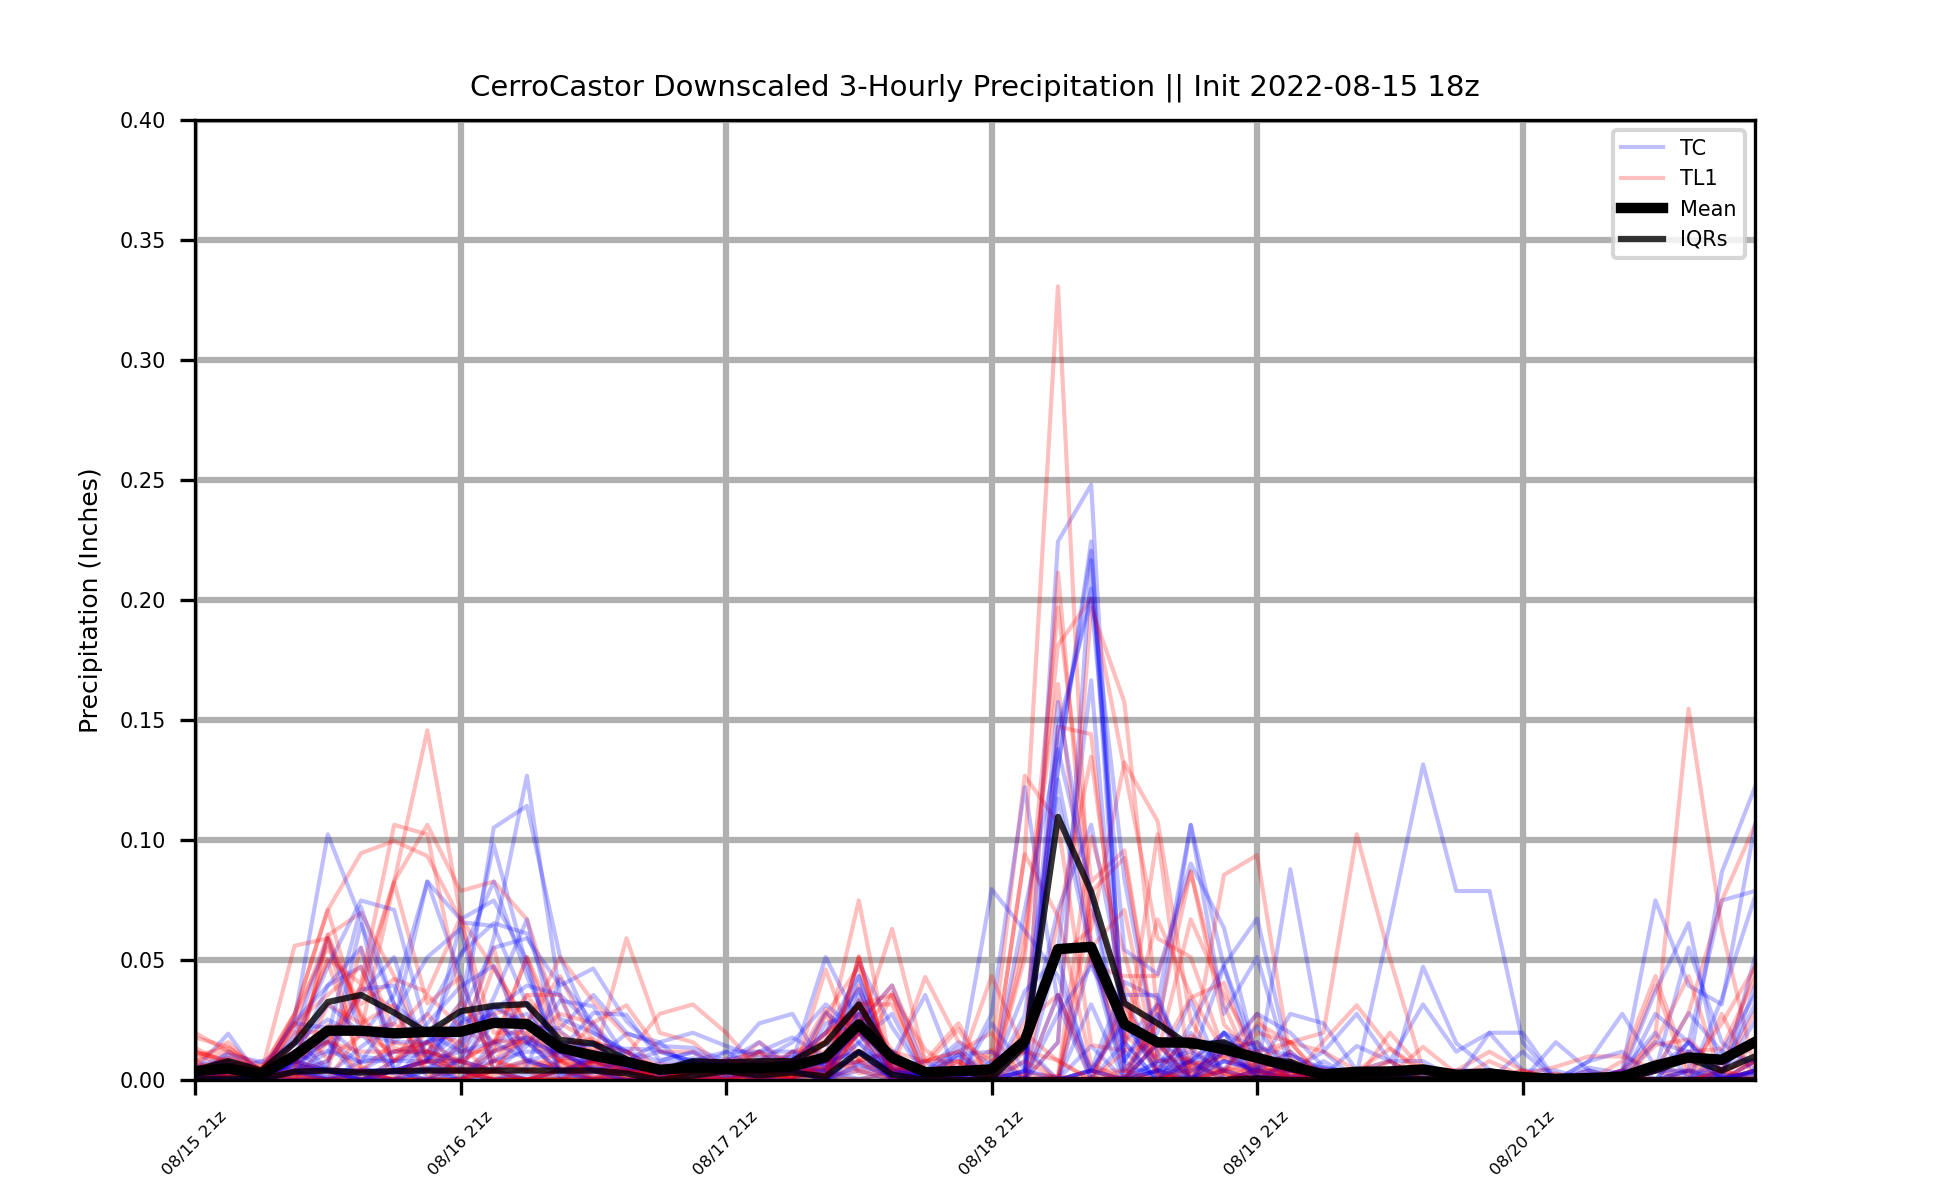 CerroCastor Downscaled 3-Hourly Precipitation || Init 2022-08-15 18z
Precipitation (Inches)
0.40
0.35
0.30
0.25
0.20
0.15
0.10
0.05
0.00
TC
TL1
Mean
IQRs
08/15 21z
08/16 21z
08/17 21z
08/18 21z
08/19 21z
08/20 21z